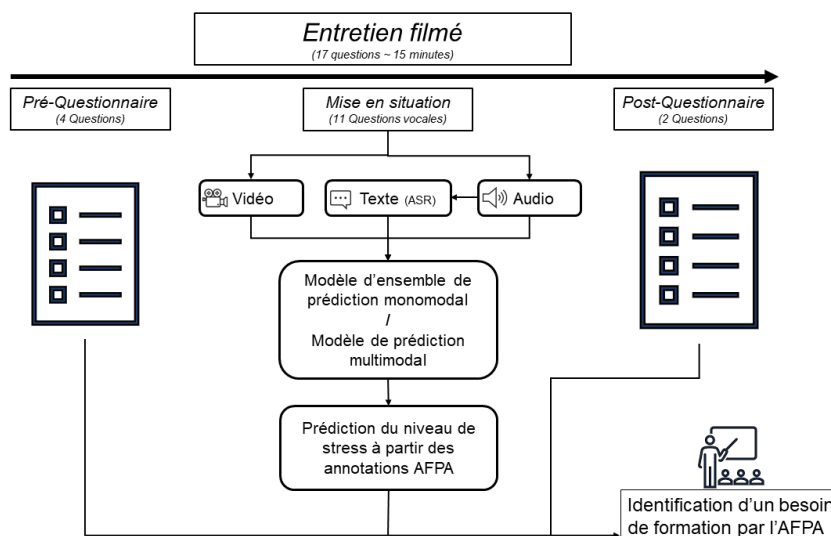 Entretien filmé
(17 questions ~ 15 minutes)
Pré-Questionnaire
(4 Questions)
Mise en situation
(11 Questions vocales)
Post-Questionnaire
(2 Questions)
Vidéo
Texte (ASR)
Audio
Modèle d'ensemble de
prédiction monomodal
/
Modèle de prédiction
multimodal
Prédiction du niveau de
stress à partir des
annotations AFPA
Identification d'un besoin
de formation par l'AFPA